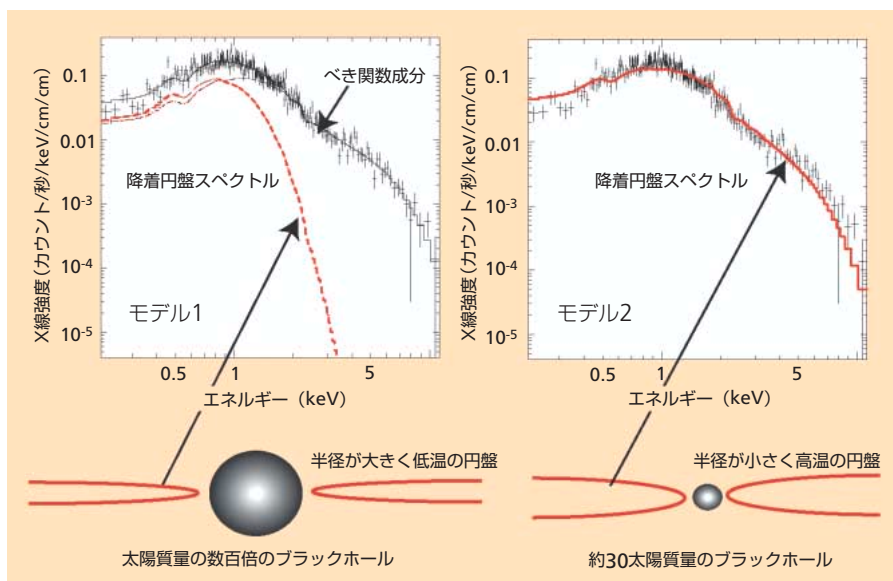 X線強度(カウント/秒/keV/cm/cm)
0.1
0.01
10-3
10-4
10-5
べき関数成分
降着円盤スペクトル
モデル1
0.5
1
5
エネルギー(keV)
半径が大きく低温の円盤
太陽質量の数百倍のブラックホール
X線強度(カウント/秒/keV/cm/cm)
0.1
0.01
10-3
10-4
10-5
降着円盤スペクトル
モデル2
0.5
1
5
エネルギー(keV)
半径が小さく高温の円盤
約30太陽質量のブラックホール